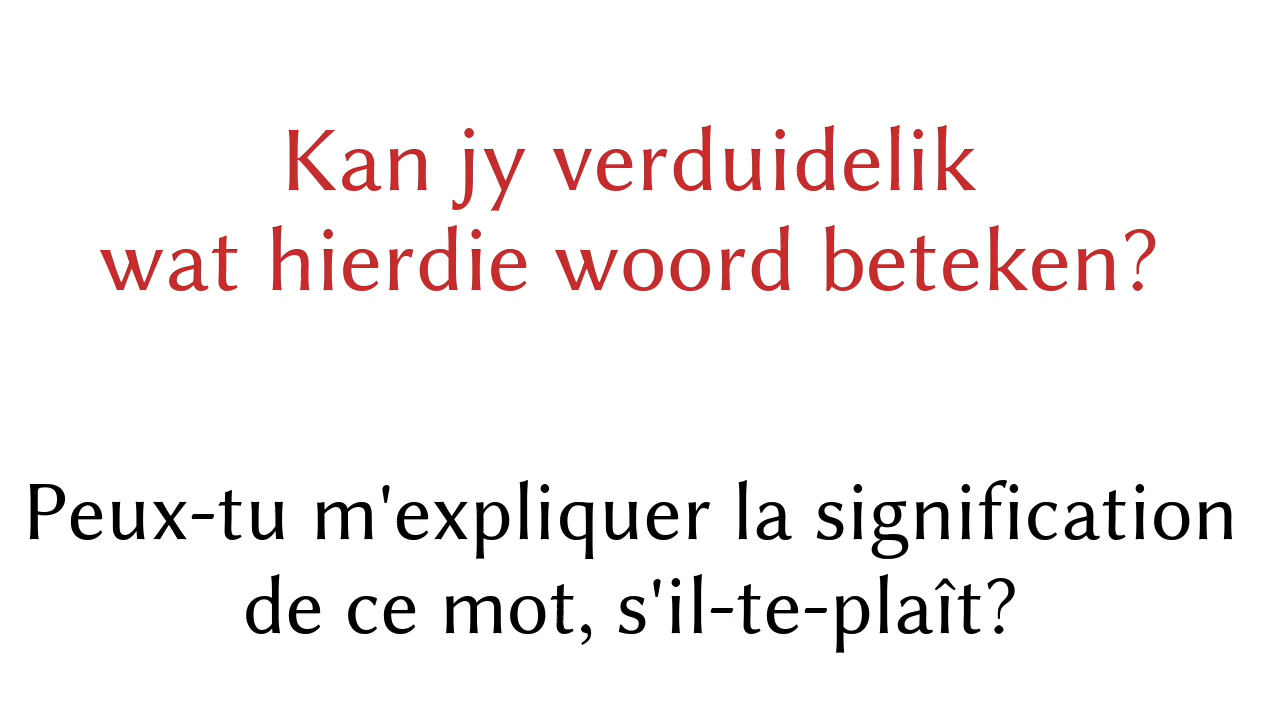 Kan jy verduidelik
wat hierdie woord beteken?
Peux-tu m'expliquer la signification
de ce mot, s'il-te-plaît?